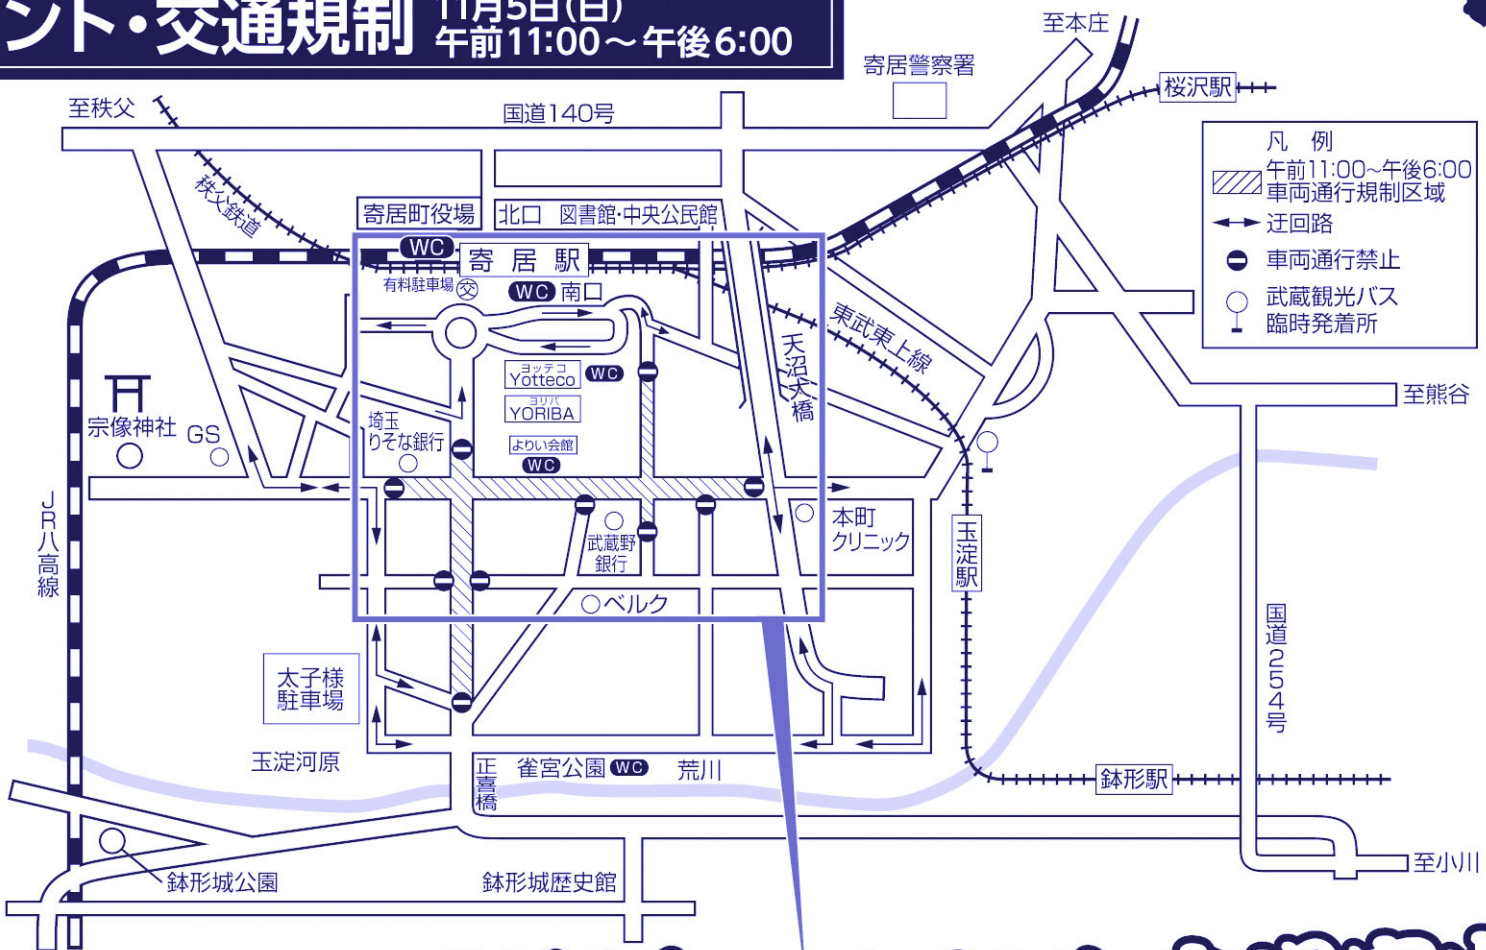 ント・交通規制
11月5日(日)
午前11:00～午後6:00
至本庄
寄居警察署
桜沢駅
至秩父
国道140号
凡 例
午前11:00～午後6:00
車両通行規制区域
迂回路
車両通行禁止
武蔵観光バス
臨時発着所
秩父鉄道
寄居町役場
北口 図書館・中央公民館
WC
寄居駅
有料駐車場
交
WC 南口
東武東上線
天沼大橋
ヨッテコ
Yotteco
WC
ヨリバ
YORIBA
よりい会館
WC
埼玉
りそな銀行
宗像神社
GS
至熊谷
JR八高線
武蔵野
銀行
本町
クリニック
玉淀駅
ベルク
国道254号
太子様
駐車場
玉淀河原
正喜橋
雀宮公園 WC
荒川
鉢形駅
至小川
鉢形城公園
鉢形城歴史館